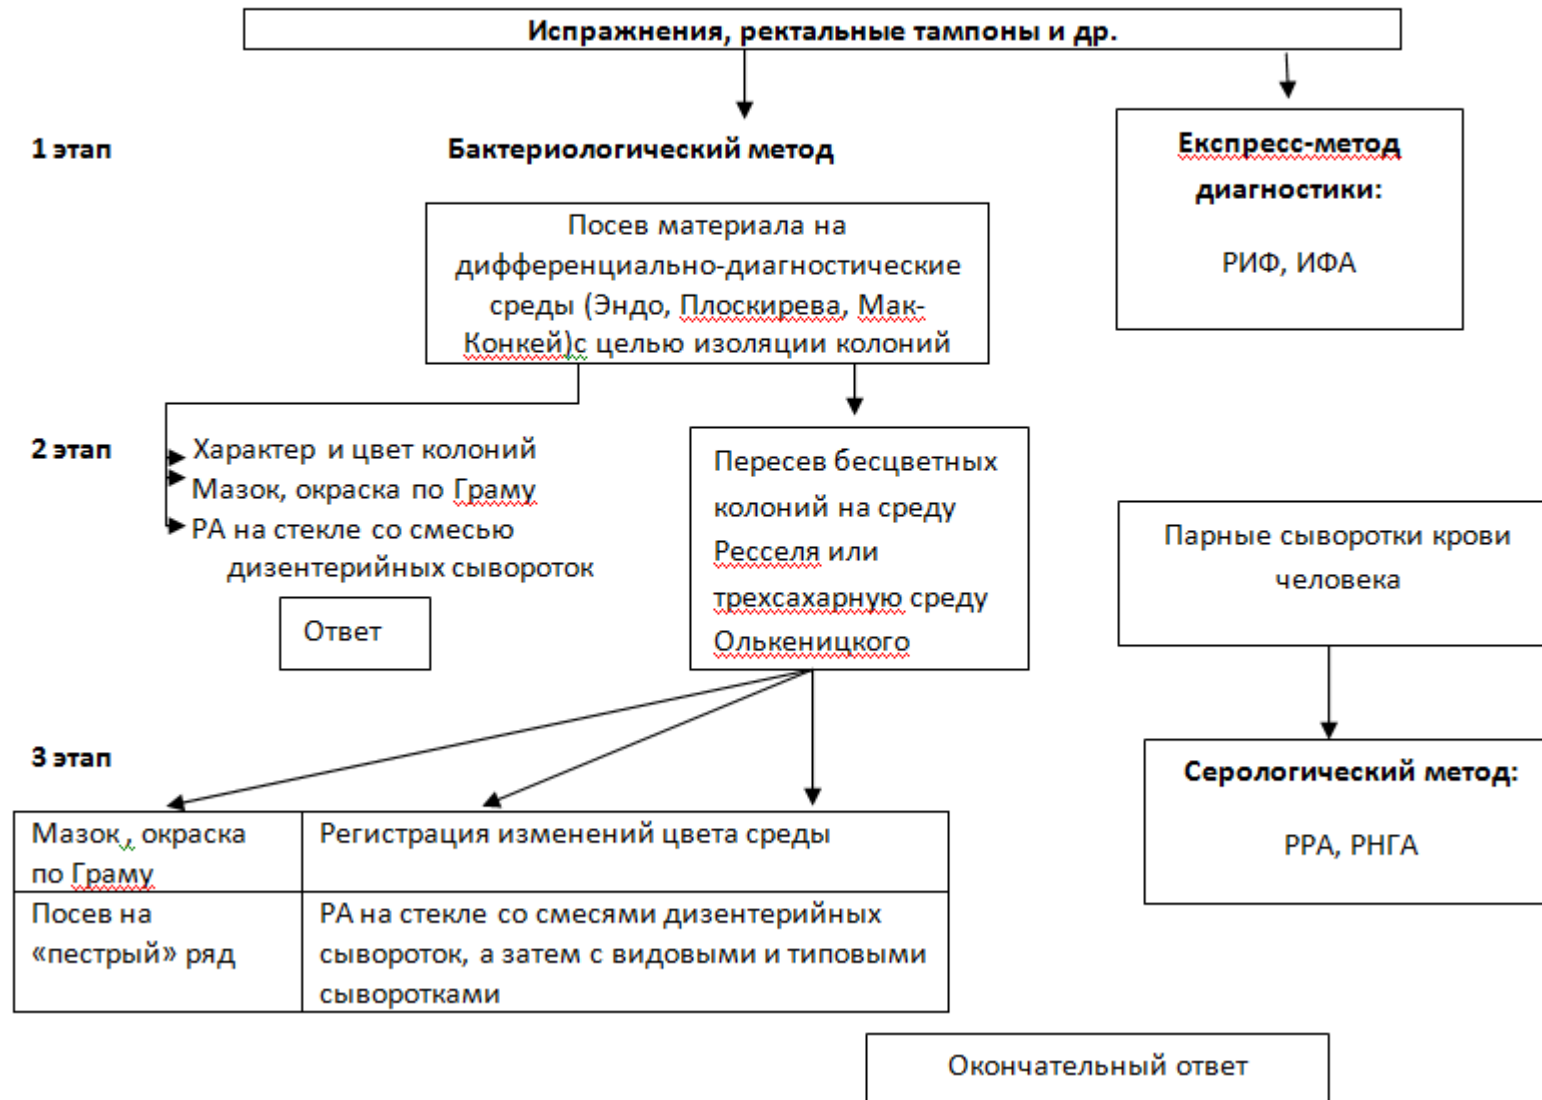 Испражнения, ректальные тампоны и др.
1 этап
Бактериологический метод
Експресс-метод
диагностики:
РИФ, ИФА
Посев материала на
дифференциально-диагностические
среды (Эндо, Плоскирева, Мак-
Конкей)с целью изоляции колоний
2 этап
Характер и цвет колоний
Мазок, окраска по Граму
РА на стекле со смесью
дизентерийных сывороток
Ответ
Пересев бесцветных
колоний на среду
Ресселя или
трехсахарную среду
Олькеницкого
Парные сыворотки крови
человека
3 этап
Серологический метод:
РРА, РНГА
Мазок, окраска
по Граму
Регистрация изменений цвета среды
Посев на
«пестрый» ряд
РА на стекле со смесями дизентерийных
сывороток, а затем с видовыми и типовыми
сыворотками
Окончательный ответ